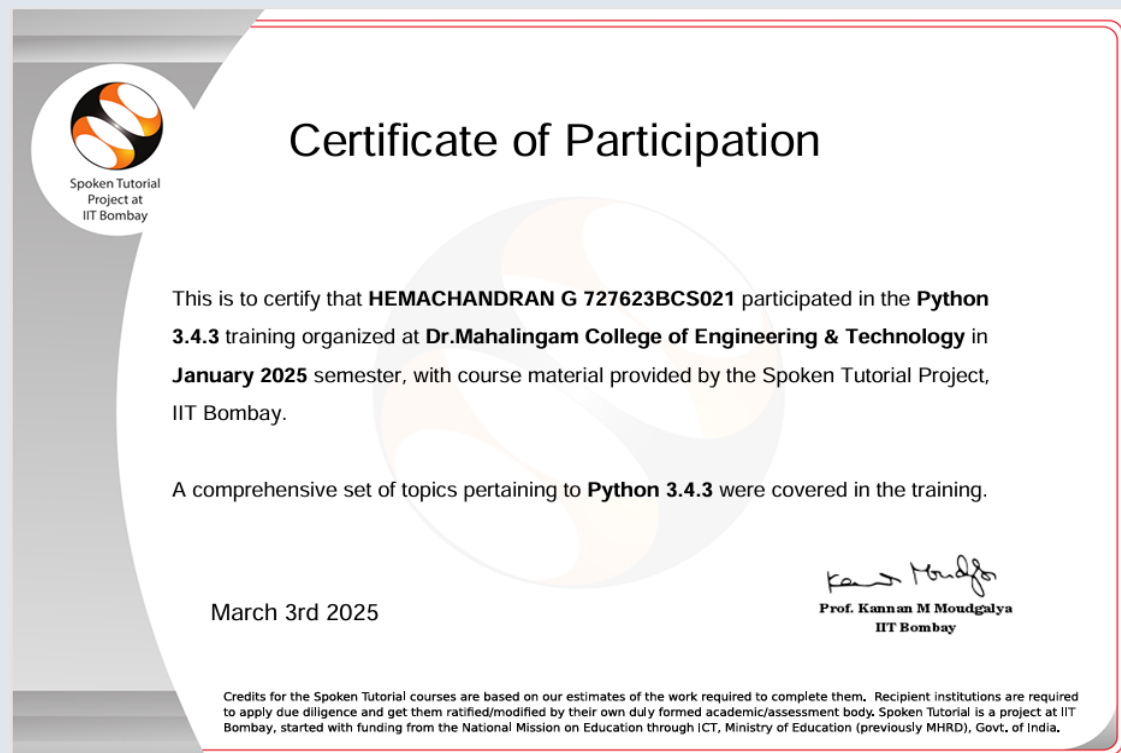 Spoken Tutorial
Project at
IIT Bombay
Certificate of Participation
This is to certify that HEMACHANDRAN G 727623BCS021 participated in the Python
3.4.3 training organized at Dr.Mahalingam College of Engineering & Technology in
January 2025 semester, with course material provided by the Spoken Tutorial Project,
IIT Bombay.
A comprehensive set of topics pertaining to Python 3.4.3 were covered in the training.
March 3rd 2025
Prof. Kannan M Moudgalya
IIT Bombay
Credits for the Spoken Tutorial courses are based on our estimates of the work required to complete them. Recipient institutions are required
to apply due diligence and get them ratified/modified by their own duly formed academic/assessment body. Spoken Tutorial is a project at IIT
Bombay, started with funding from the National Mission on Education through ICT, Ministry of Education (previously MHRD), Govt. of India.